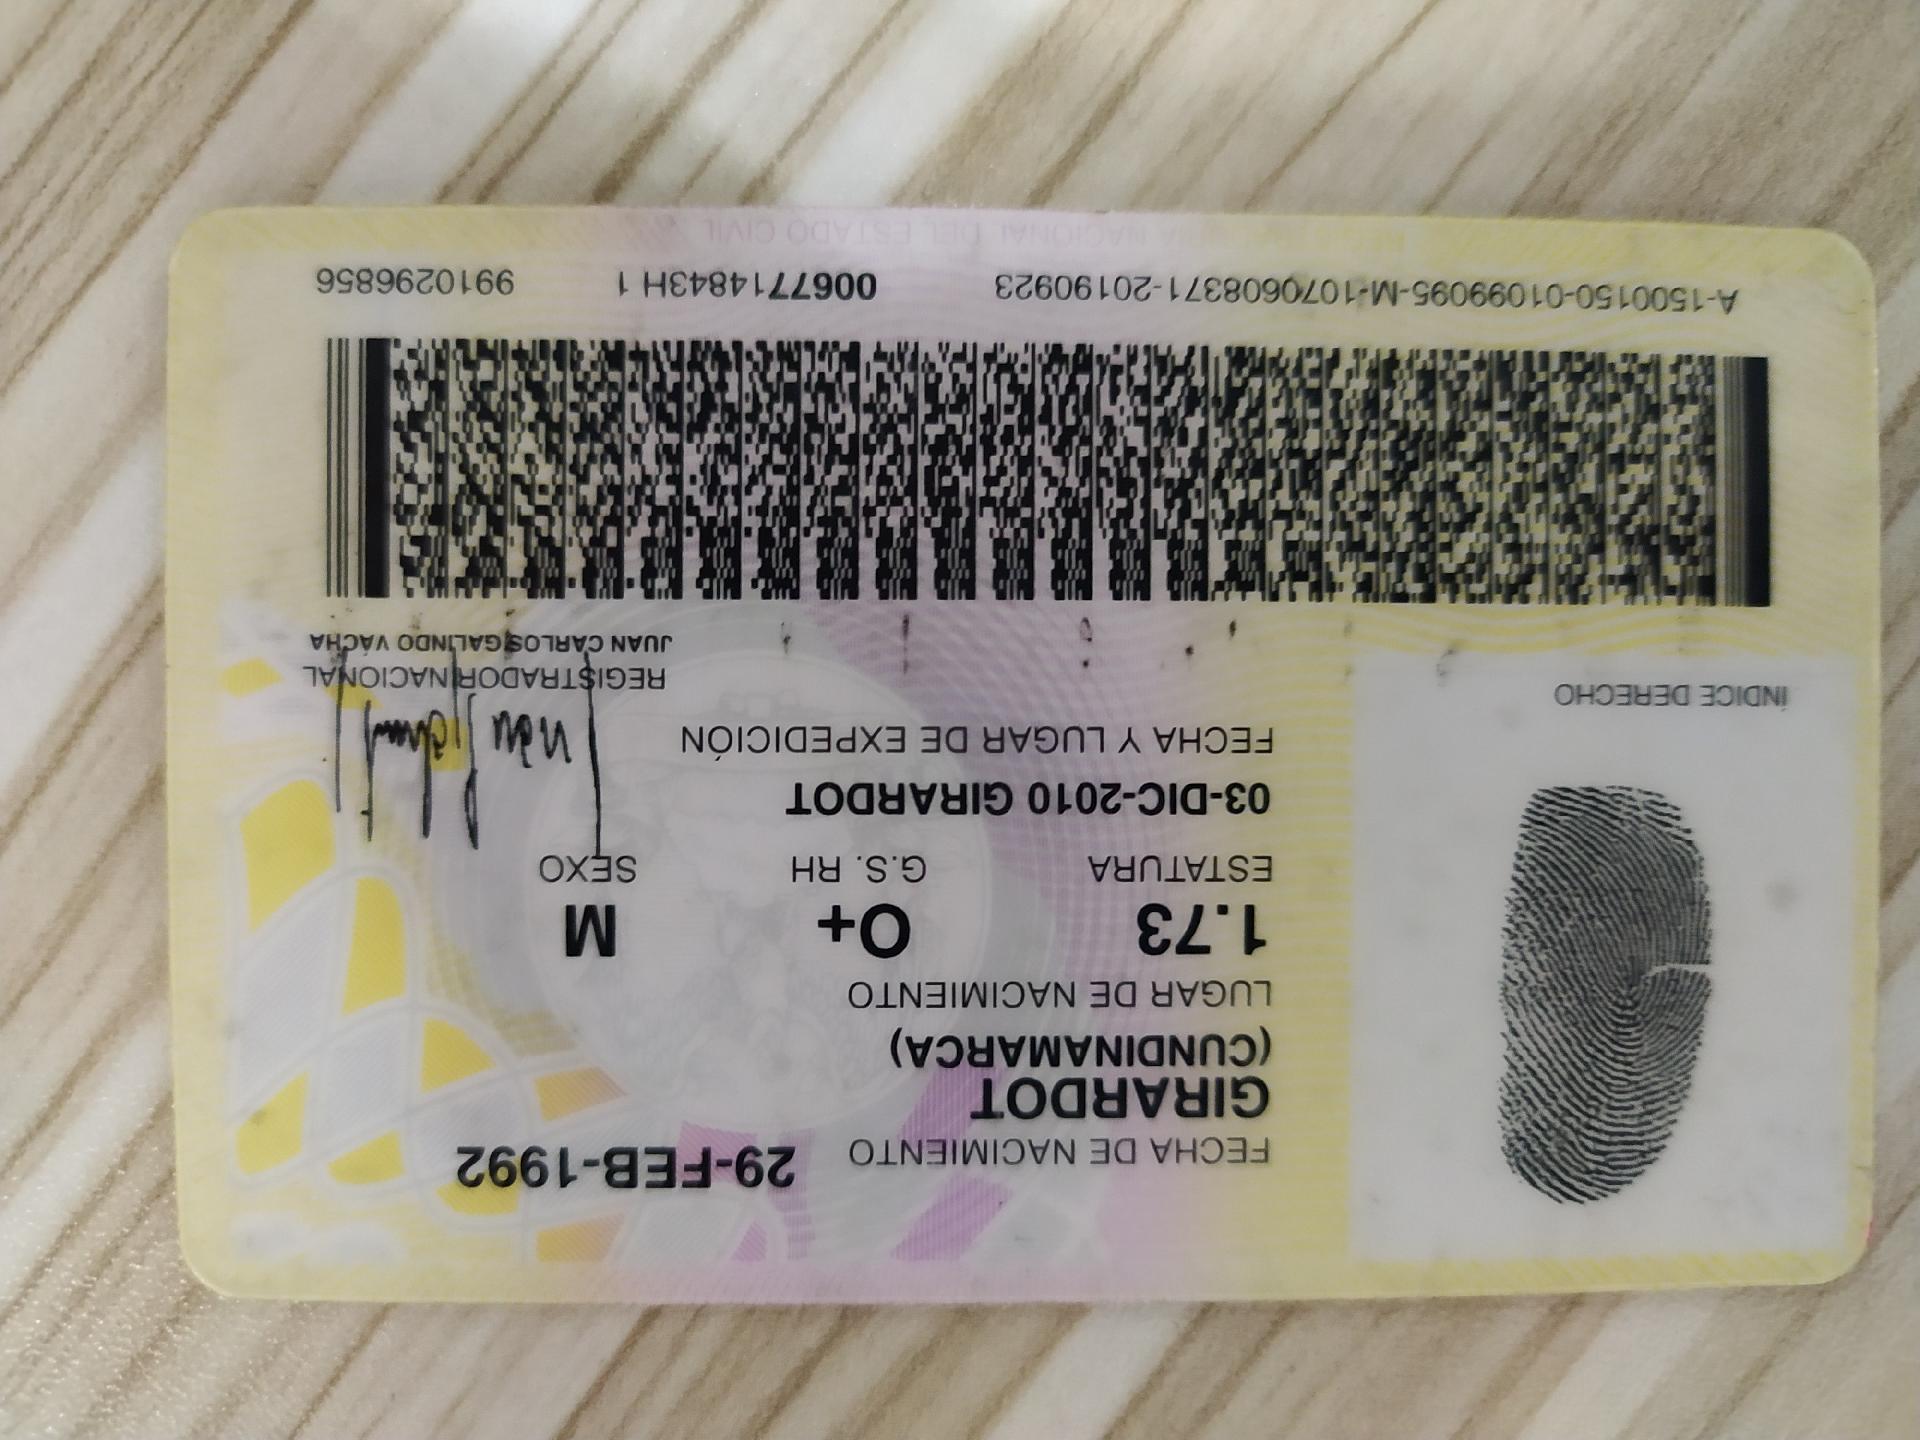 FECHA DE NACIMIENTO 29-FEB-1992
GIRARDOT
(CUNDINAMARCA)
LUGAR DE NACIMIENTO
1.73 O+ M
ESTATURA G.S. RH SEXO
03-DIC-2010 GIRARDOT
FECHA Y LUGAR DE EXPEDICIÓN
ÍNDICE DERECHO
REGISTRADOR NACIONAL
JUAN CARLOS GALINDO VÁCHA
A-1500150-01099095-M-1070608371-20190923 0067714843H 1 9910296856
REGISTRADURIA NACIONAL DEL ESTADO CIVIL